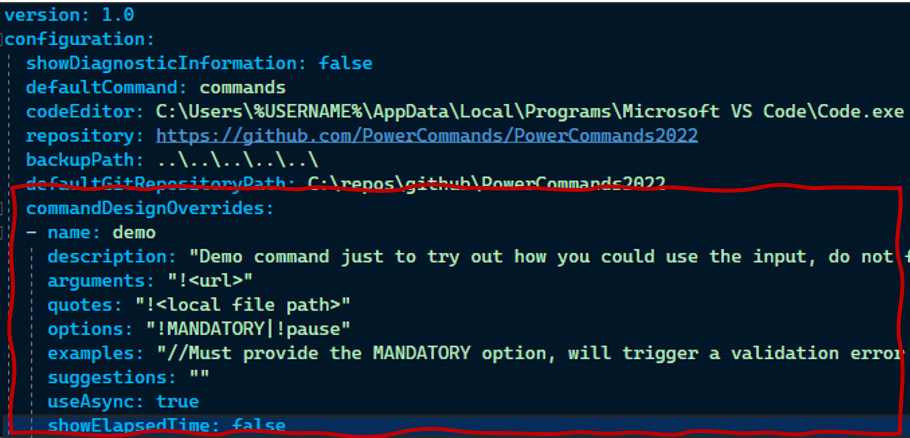 version: 1.0
configuration:
showDiagnosticInformation: false
defaultCommand: commands
codeEditor: C:\Users\%USERNAME%\AppData\Local\Programs\Microsoft VS Code\Code.exe
repository: https://github.com/PowerCommands/PowerCommands2022
backupPath: ..\..\..\..\..\
defaultGitRepositoryPath: C:\repos\github\PowerCommands2022
commandDesignOverrides:
- name: demo
description: "Demo command just to try out how you could use the input, do not
arguments: "!<url>"
quotes: "!<local file path>"
options: "!MANDATORY|!pause"
examples: "//Must provide the MANDATORY option, will trigger a validation error
suggestions: ""
useAsync: true
showElapsedTime: false